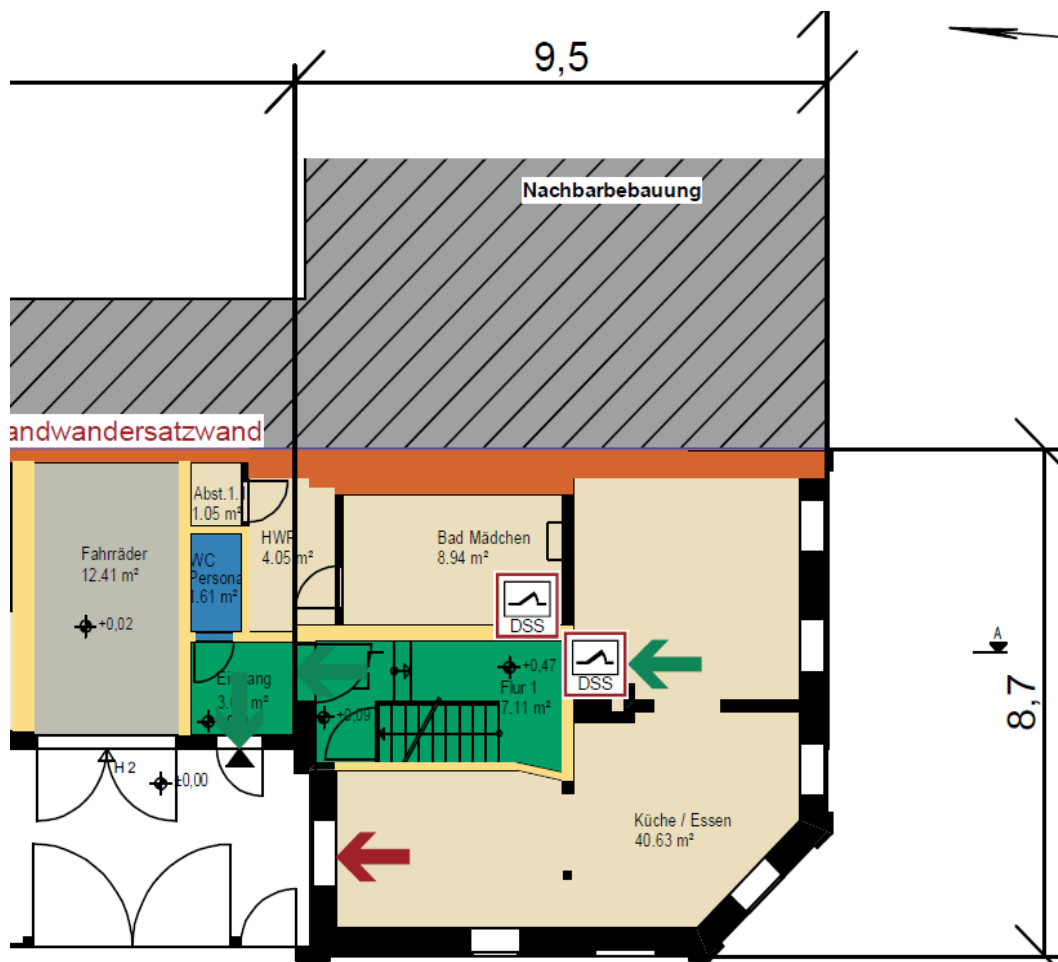 9,5
Nachbarbebauung
andwandersatzwand
Abst.1.
1.05 m²
Fahrräder
12.41 m²
HWR
4.05 m²
Bad Mädchen
8.94 m²
WC
Persona
1.61 m²
+0,02
DSS
DSS
A
Eingang
+0,47
Flur 1
7.11 m²
+0,09
8,7
H 2
±0,00
Küche / Essen
40.63 m²